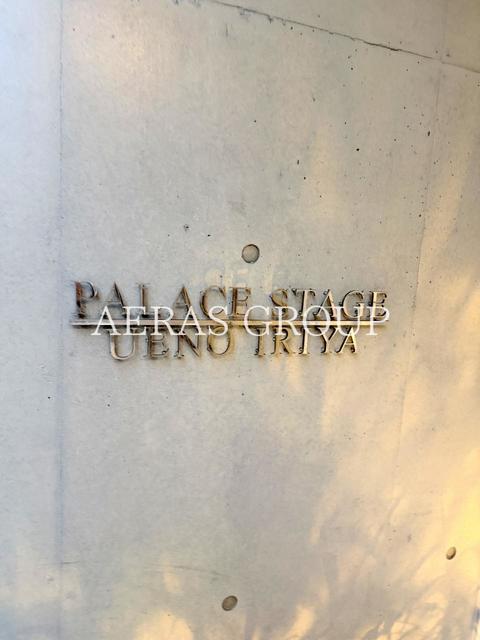 PALACE STAGE
AERAS GROUP
UENO IRIYA